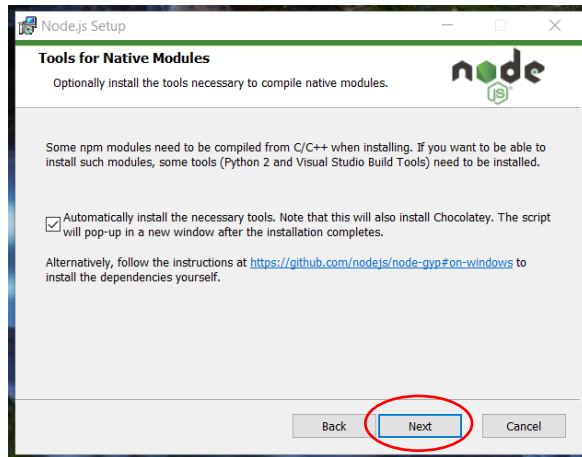 Node.js Setup
Tools for Native Modules
Optionally install the tools necessary to compile native modules.
node
JS
Some npm modules need to be compiled from C/C++ when installing. If you want to be able to
install such modules, some tools (Python 2 and Visual Studio Build Tools) need to be installed.
Automatically install the necessary tools. Note that this will also install Chocolatey. The script
will pop-up in a new window after the installation completes.
Alternatively, follow the instructions at https://github.com/nodejs/node-gyp#on-windows to
install the dependencies yourself.
Back Next Cancel